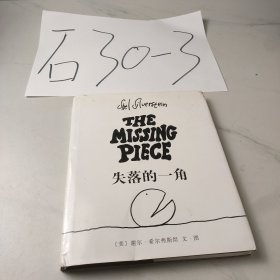 石30-3
Shel Silverstein
THE
MISSING
PIECE
失落的一角
〔美〕谢尔·希尔弗斯坦 文·图